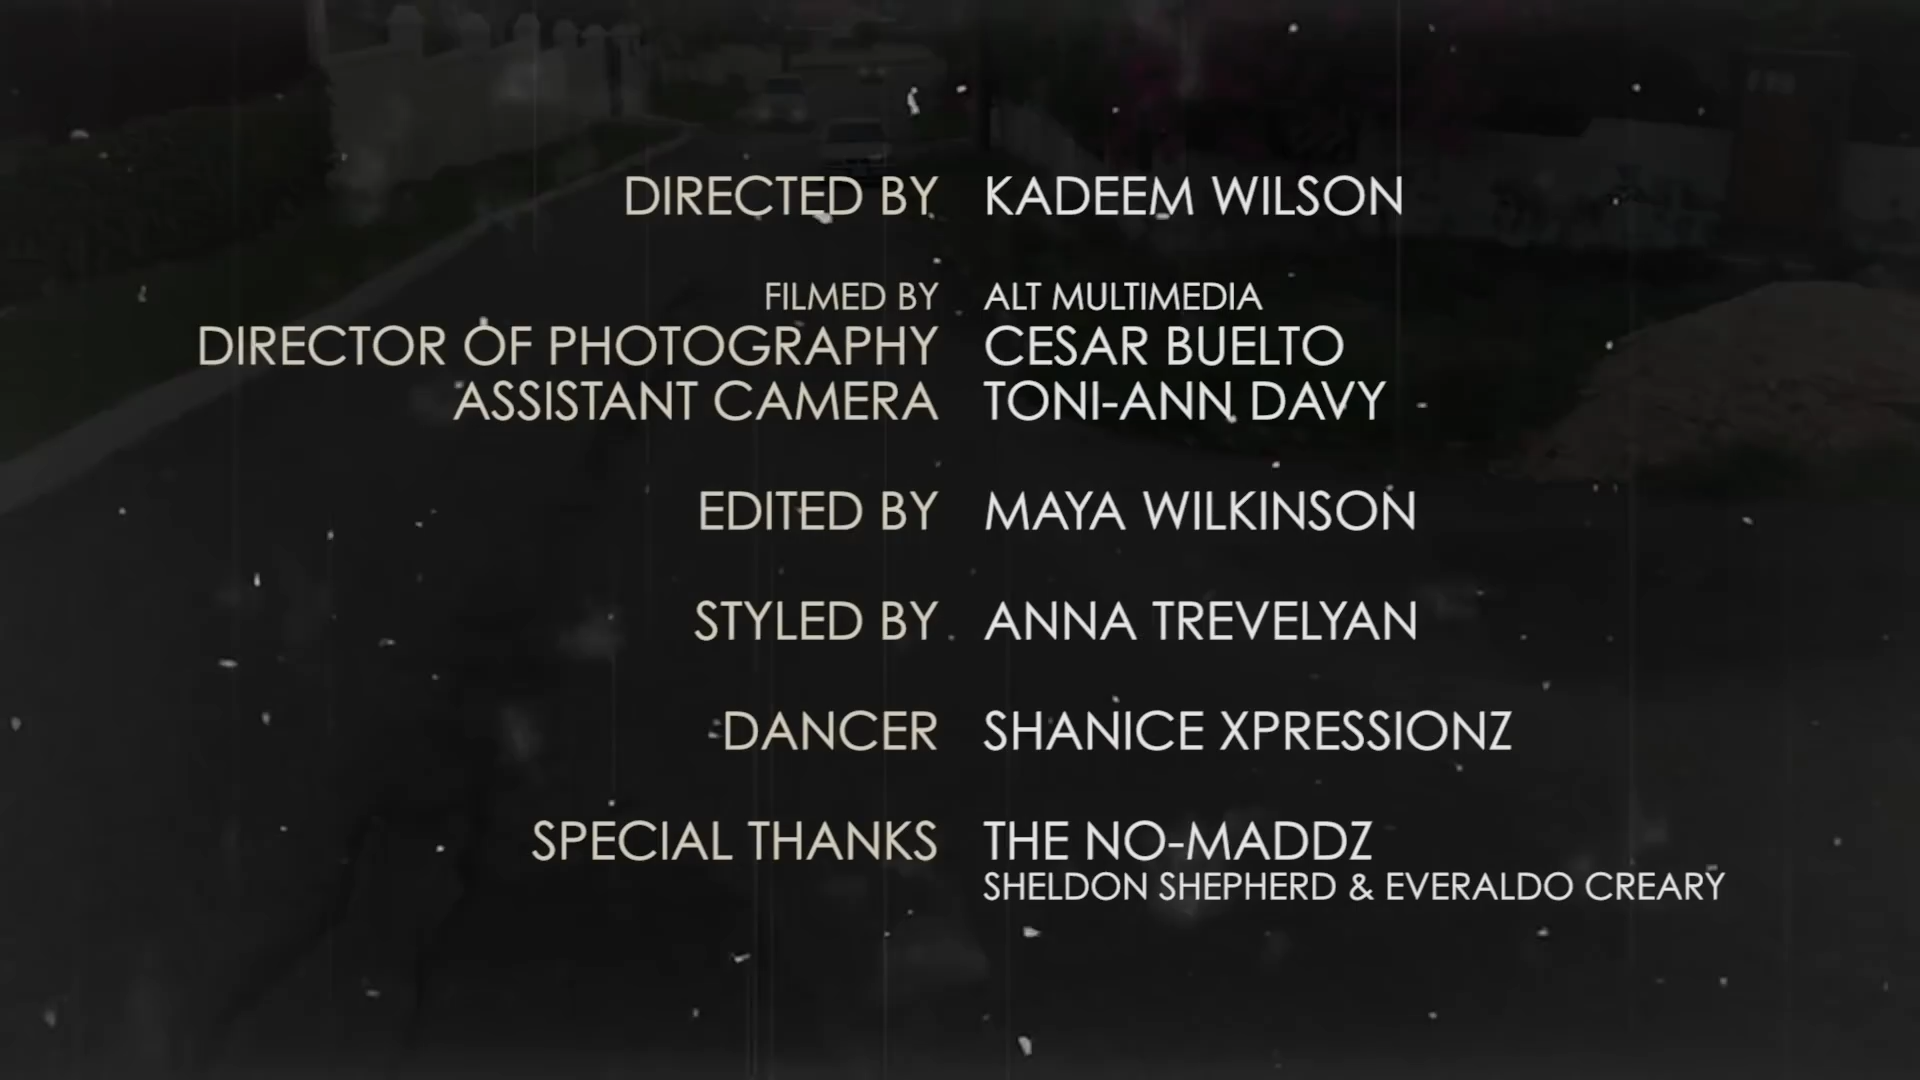 DIRECTED BY KADEEM WILSON
FILMED BY ALT MULTIMEDIA
DIRECTOR OF PHOTOGRAPHY CESAR BUELTO
ASSISTANT CAMERA TONI-ANN DAVY
EDITED BY MAYA WILKINSON
STYLED BY ANNA TREVELYAN
DANCER SHANICE XPRESSIONZ
SPECIAL THANKS THE NO-MADDZ
SHELDON SHEPHERD & EVERALDO CREARY